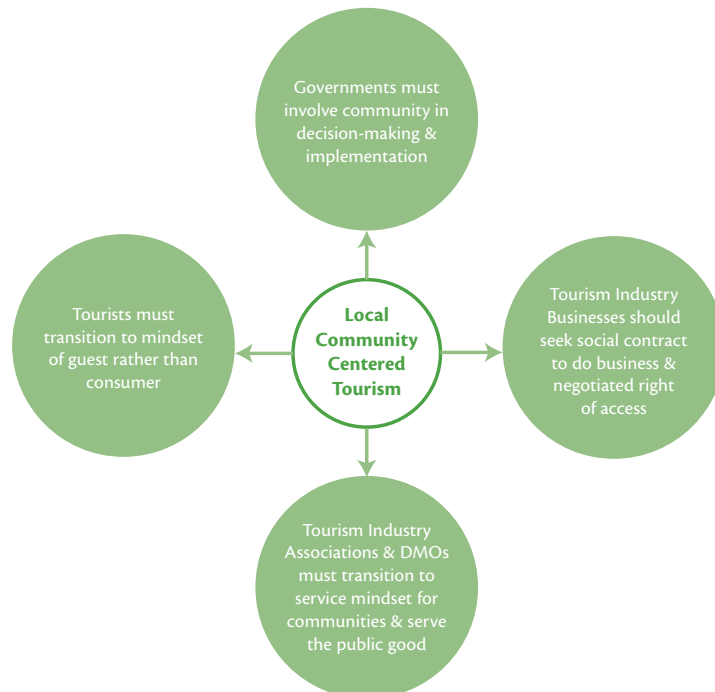 Governments must
involve community in
decision-making &
implementation
Tourists must
transition to mindset
of guest rather than
consumer
Local
Community
Centered
Tourism
Tourism Industry
Businesses should
seek social contract
to do business &
negotiated right
of access
Tourism Industry
Associations & DMOs
must transition to
service mindset for
communities & serve
the public good